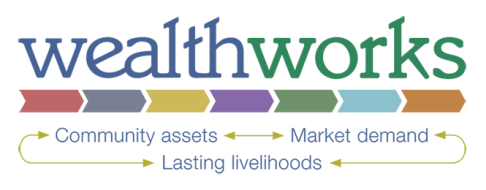 wealthworks
Community assets Market demand
Lasting livelihoods